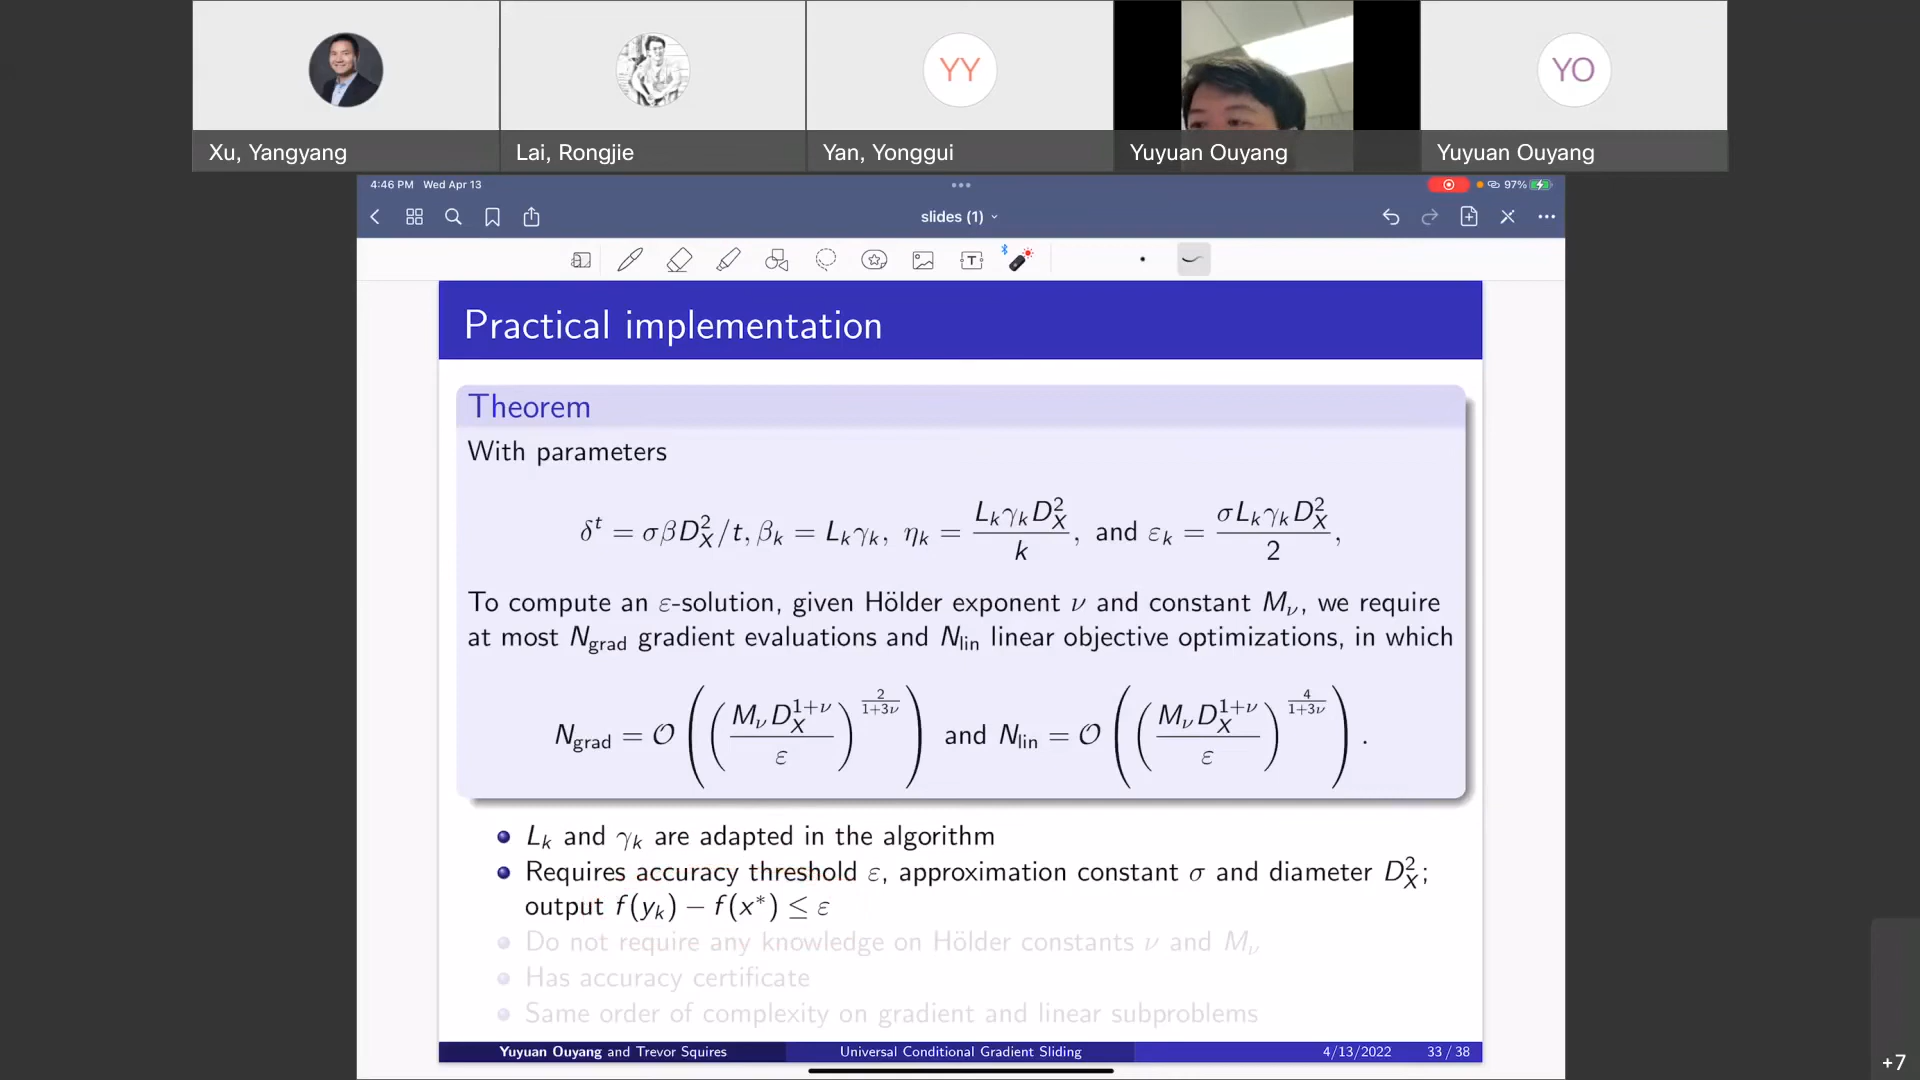 YY
YO
Xu, Yangyang
Lai, Rongjie
Yan, Yonggui
Yuyuan Ouyang
Yuyuan Ouyang
4:46 PM Wed Apr 13
97%
slides (1)
Practical implementation
Theorem
With parameters
δ^t = σβD_X^2/t, β_k = L_kγ_k, η_k = \frac{L_kγ_kD_X^2}{k}, and ε_k = \frac{σL_kγ_kD_X^2}{2},
To compute an ε-solution, given Hölder exponent ν and constant M_ν, we require
at most N_grad gradient evaluations and N_lin linear objective optimizations, in which
N_grad = 𝒪((\frac{M_νD_X^{1+ν}}{ε})^{\frac{2}{1+3ν}}) and N_lin = 𝒪((\frac{M_νD_X^{1+ν}}{ε})^{\frac{4}{1+3ν}}).
• L_k and γ_k are adapted in the algorithm
• Requires accuracy threshold ε, approximation constant σ and diameter D_X^2;
output f(y_k) − f(x*) ≤ ε
• Do not require any knowledge on Hölder constants ν and M_ν
• Has accuracy certificate
• Same order of complexity on gradient and linear subproblems
Yuyuan Ouyang and Trevor Squires
Universal Conditional Gradient Sliding
4/13/2022
33 / 38
+7